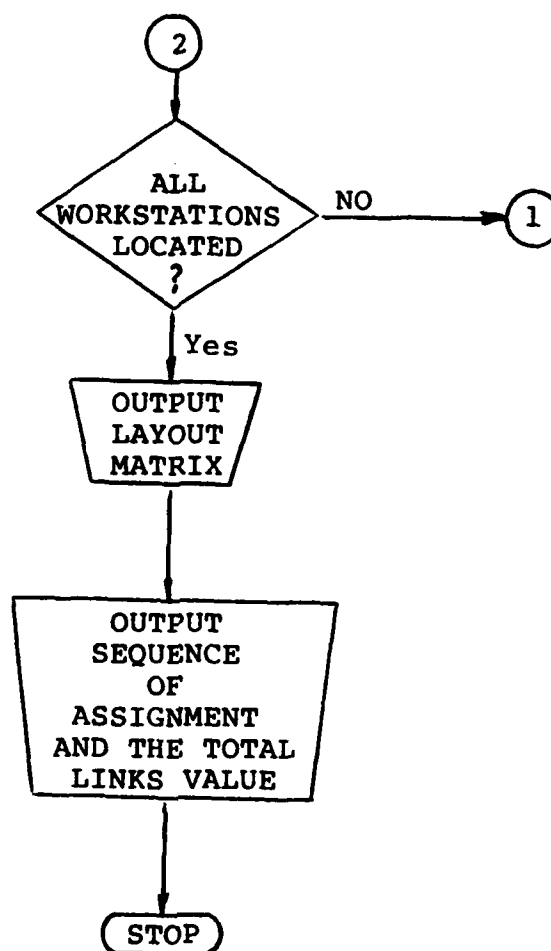 2
ALL
WORKSTATIONS
LOCATED
?
NO
1
Yes
OUTPUT
LAYOUT
MATRIX
OUTPUT
SEQUENCE
OF
ASSIGNMENT
AND THE TOTAL
LINKS VALUE
STOP